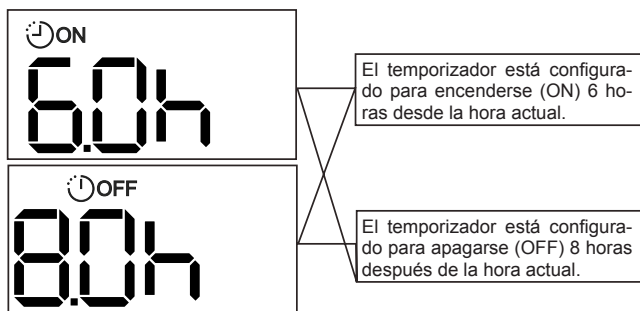 ON
6.0h
El temporizador está configura-
do para encenderse (ON) 6 ho-
ras desde la hora actual.
OFF
8.0h
El temporizador está configura-
do para apagarse (OFF) 8 horas
después de la hora actual.